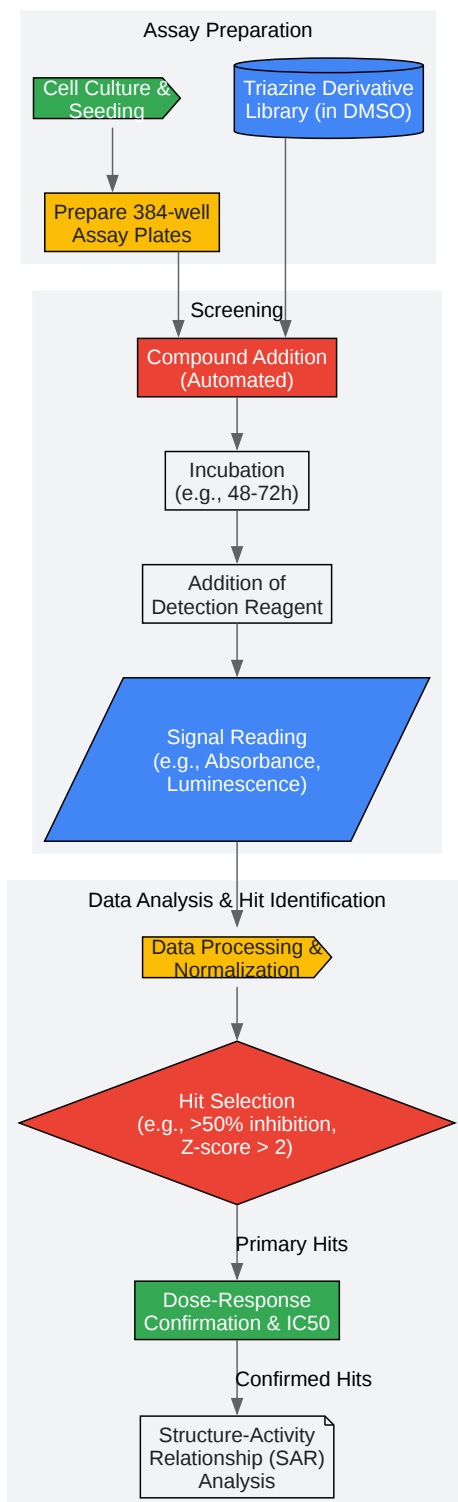 Assay Preparation
Cell Culture &
Seeding
Triazine Derivative
Library (in DMSO)
Prepare 384-well
Assay Plates
Screening
Compound Addition
(Automated)
Incubation
(e.g., 48-72h)
Addition of
Detection Reagent
Signal Reading
(e.g., Absorbance,
Luminescence)
Data Analysis & Hit Identification
Data Processing &
Normalization
Hit Selection
(e.g., >50% inhibition,
Z-score > 2)
Primary Hits
Dose-Response
Confirmation & IC50
Confirmed Hits
Structure-Activity
Relationship (SAR)
Analysis